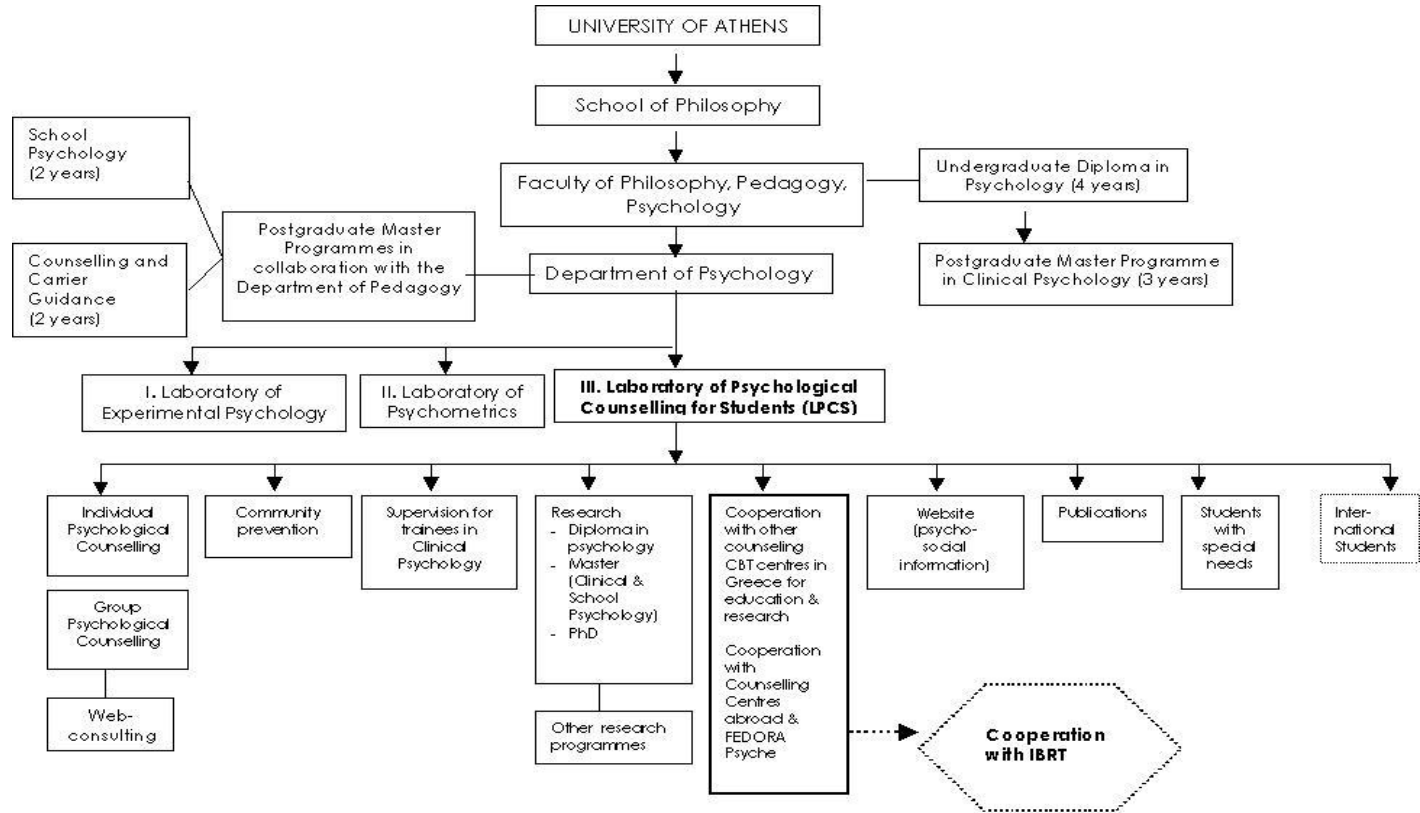 UNIVERSITY OF ATHENS
School of Philosophy
School
Psychology
(2 years)
Faculty of Philosophy, Pedagogy,
Psychology
Undergraduate Diploma in
Psychology (4 years)
Counselling and
Carrier
Guidance
(2 years)
Postgraduate Master
Programmes in
collaboration with the
Department of Pedagogy
Department of Psychology
Postgraduate Master Programme
in Clinical Psychology (3 years)
I. Laboratory of
Experimental Psychology
II. Laboratory of
Psychometrics
III. Laboratory of Psychological
Counselling for Students (LPCS)
Individual
Psychological
Counselling
Group
Psychological
Counselling
Web-
consulting
Community
prevention
Supervision for
trainees in
Clinical
Psychology
Research
- Diploma in
psychology
- Master
(Clinical &
School
Psychology)
- PhD
Other research
programmes
Cooperation
with other
counseling
CBT centres in
Greece for
education &
research
Cooperation
with
Counselling
Centres
abroad &
FEDORA
Psyche
Cooperation
with IBRT
Website
(psycho-
social
information)
Publications
Students
with
special
needs
Inter-
national
Students